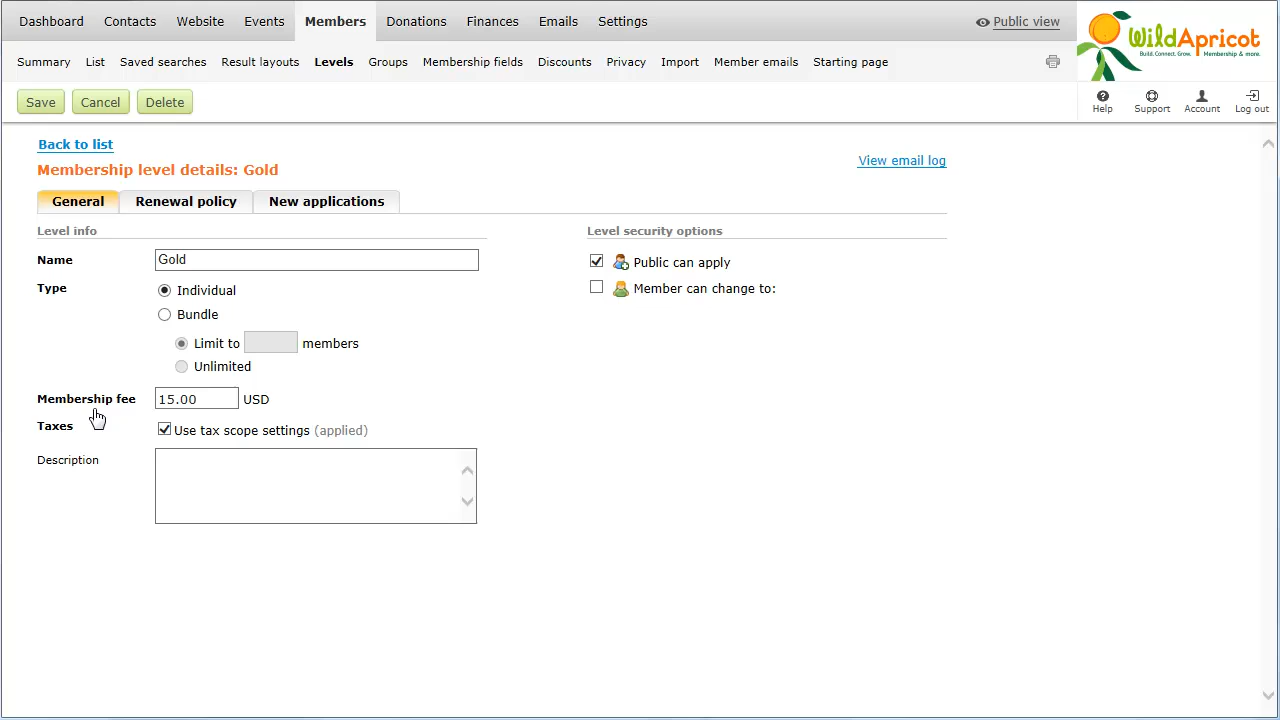 Dashboard Contacts Website Events Members Donations Finances Emails Settings Public view
WildApricot
Build. Connect. Grow. Membership & more.
Summary List Saved searches Result layouts Levels Groups Membership fields Discounts Privacy Import Member emails Starting page
Save Cancel Delete
Help Support Account Log out
Back to list
View email log
Membership level details: Gold
General Renewal policy New applications
Level info Level security options
Name Gold Public can apply
Type Individual Member can change to:
Bundle
Limit to members
Unlimited
Membership fee 15.00 USD
Taxes Use tax scope settings (applied)
Description